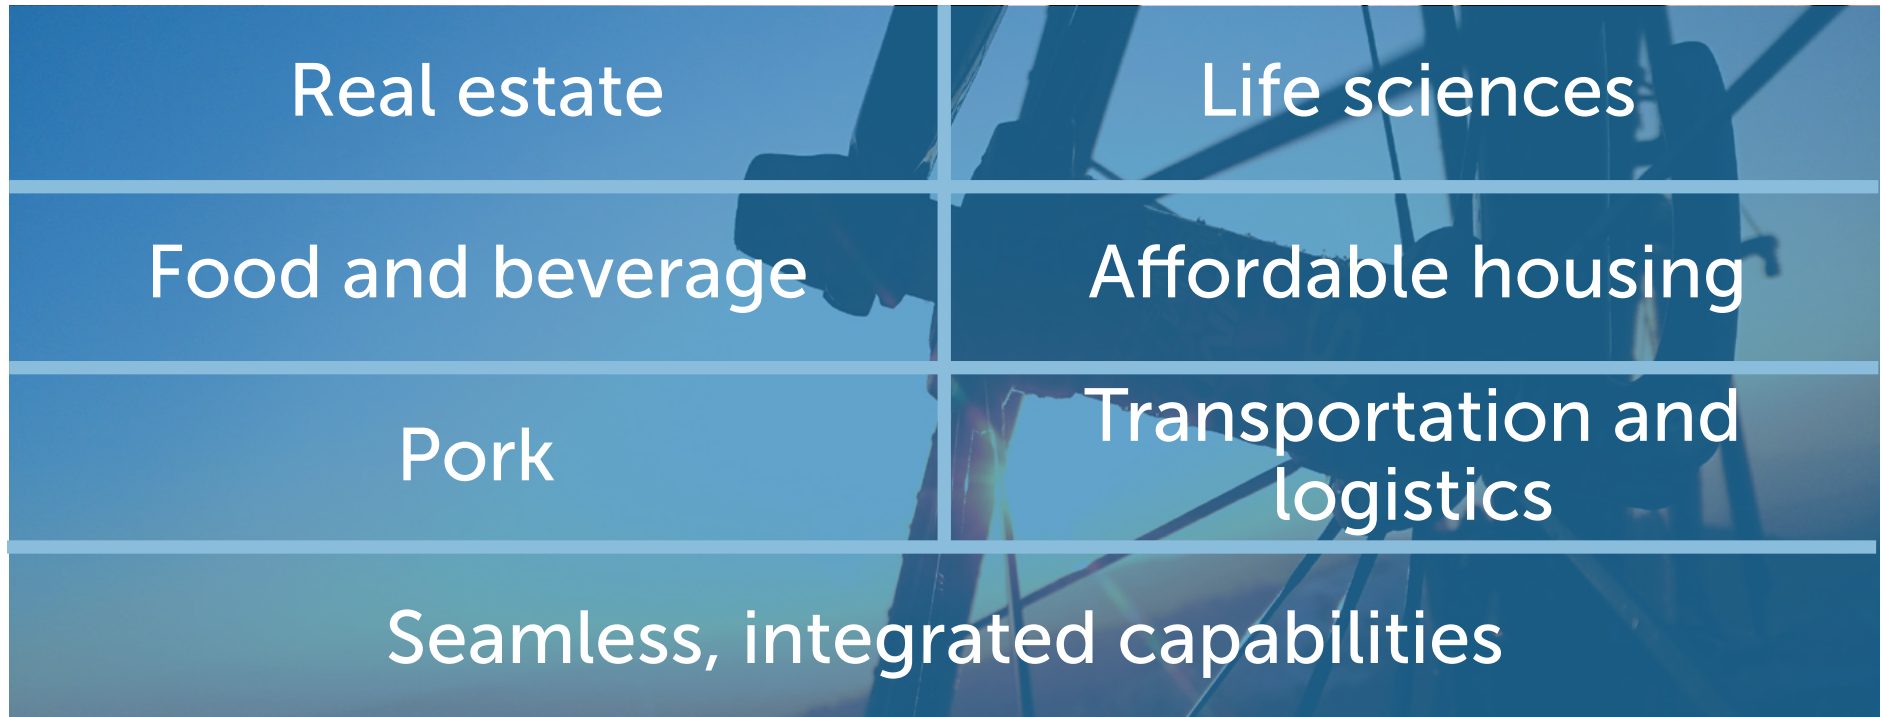 Real estate
Life sciences
Food and beverage
Affordable housing
Pork
Transportation and
logistics
Seamless, integrated capabilities